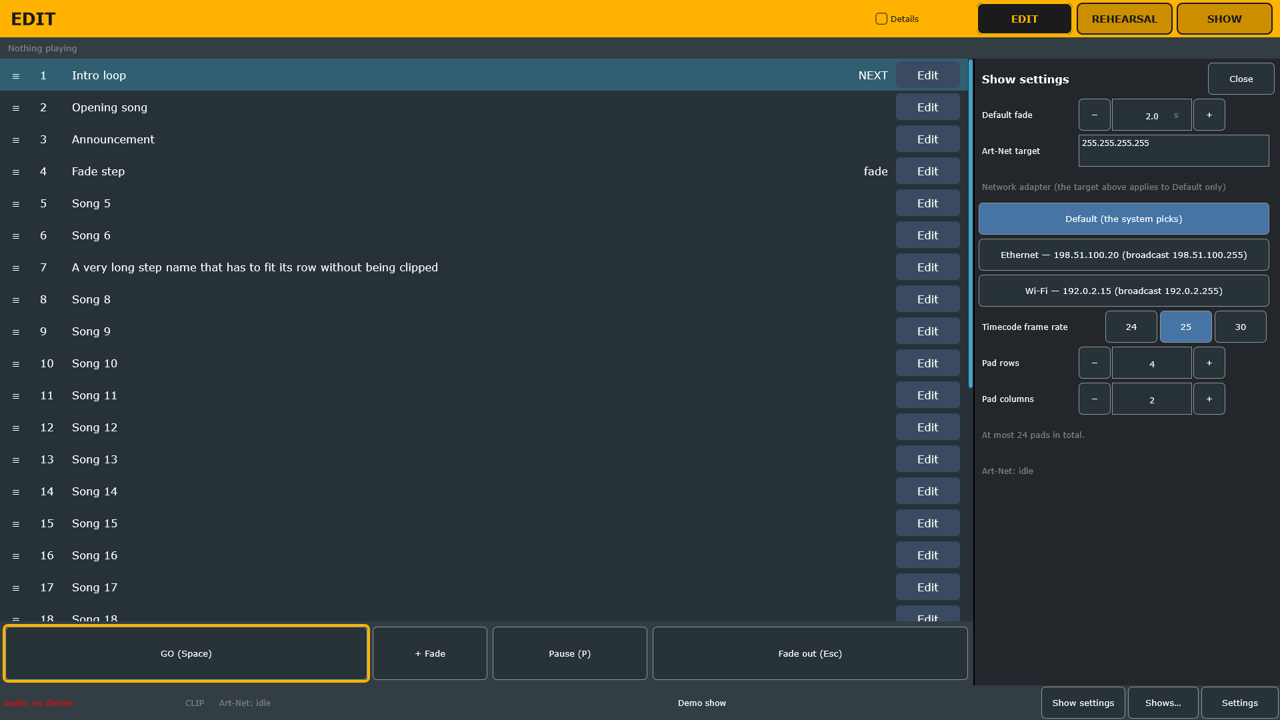 EDIT
Details
EDIT
REHEARSAL
SHOW
Nothing playing
1 Intro loop NEXT Edit
2 Opening song Edit
3 Announcement Edit
4 Fade step fade Edit
5 Song 5 Edit
6 Song 6 Edit
7 A very long step name that has to fit its row without being clipped Edit
8 Song 8 Edit
9 Song 9 Edit
10 Song 10 Edit
11 Song 11 Edit
12 Song 12 Edit
13 Song 13 Edit
14 Song 14 Edit
15 Song 15 Edit
16 Song 16 Edit
17 Song 17 Edit
18 Song 18 Edit
Show settings Close
Default fade − 2.0 s +
Art-Net target 255.255.255.255
Network adapter (the target above applies to Default only)
Default (the system picks)
Ethernet — 198.51.100.20 (broadcast 198.51.100.255)
Wi-Fi — 192.0.2.15 (broadcast 192.0.2.255)
Timecode frame rate 24 25 30
Pad rows − 4 +
Pad columns − 2 +
At most 24 pads in total.
Art-Net: idle
GO (Space)
+ Fade
Pause (P)
Fade out (Esc)
Audio: no device
CLIP
Art-Net: idle
Demo show
Show settings
Shows...
Settings